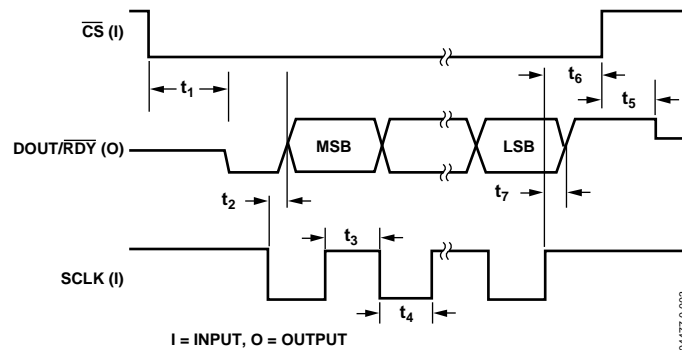 CS (I)
t6
t1
t5
DOUT/RDY (O)
MSB
LSB
t2
t7
t3
SCLK (I)
t4
I = INPUT, O = OUTPUT